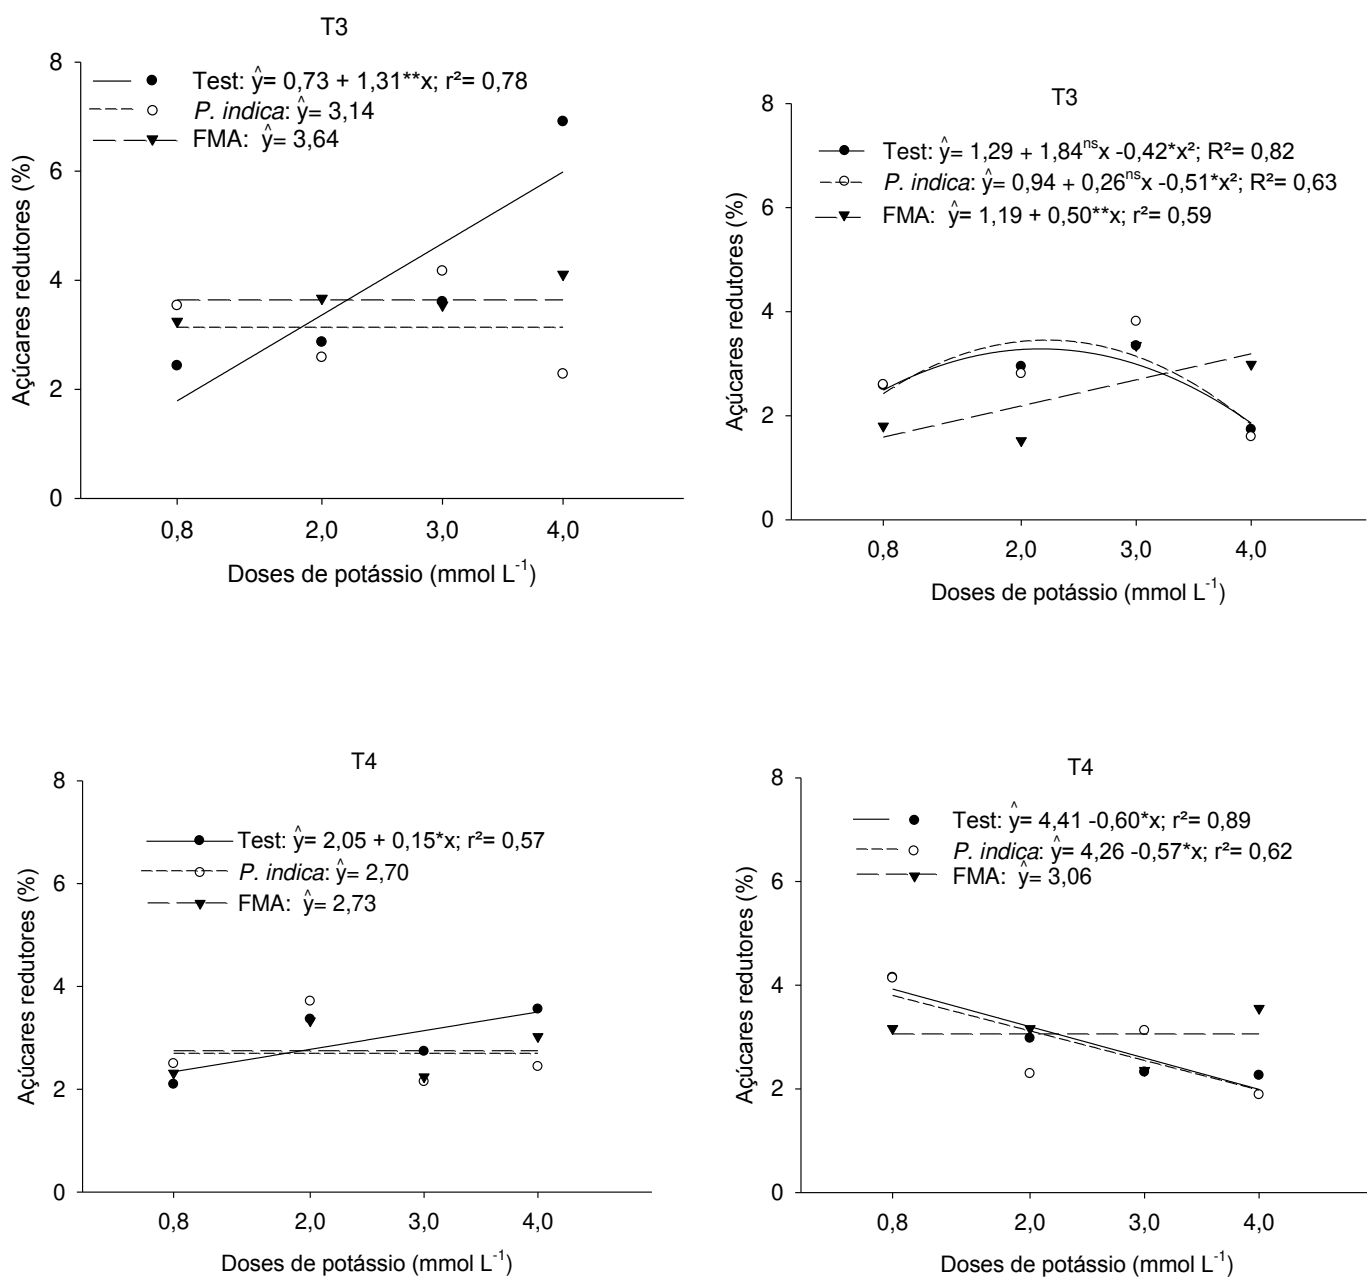 T3
8
Test: ŷ= 0,73 + 1,31**x; r²= 0,78
P. indica: ŷ= 3,14
FMA: ŷ= 3,64
6
4
2
0
Açúcares redutores (%)
0,8 2,0 3,0 4,0
Doses de potássio (mmol L⁻¹)
T3
8
Test: ŷ= 1,29 + 1,84ⁿˢx -0,42*x²; R²= 0,82
P. indica: ŷ= 0,94 + 0,26ⁿˢx -0,51*x²; R²= 0,63
FMA: ŷ= 1,19 + 0,50**x; r²= 0,59
6
4
2
0
Açúcares redutores (%)
0,8 2,0 3,0 4,0
Doses de potássio (mmol L⁻¹)
T4
8
Test: ŷ= 2,05 + 0,15*x; r²= 0,57
P. indica: ŷ= 2,70
FMA: ŷ= 2,73
6
4
2
0
Açúcares redutores (%)
0,8 2,0 3,0 4,0
Doses de potássio (mmol L⁻¹)
T4
8
Test: ŷ= 4,41 -0,60*x; r²= 0,89
P. indica: ŷ= 4,26 -0,57*x; r²= 0,62
FMA: ŷ= 3,06
6
4
2
0
Açúcares redutores (%)
0,8 2,0 3,0 4,0
Doses de potássio (mmol L⁻¹)